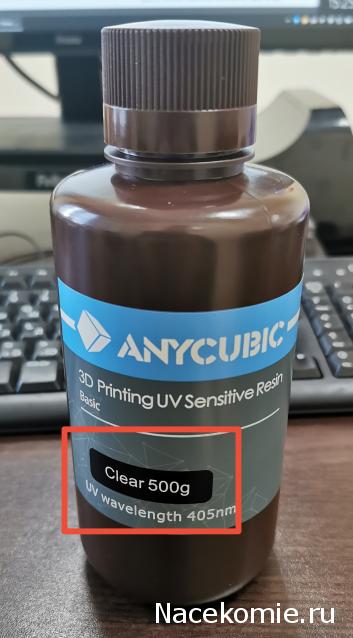 ANYCUBIC
3D Printing UV Sensitive Resin
Basic
Clear 500g
UV wavelength 405nm
Nacekomie.ru